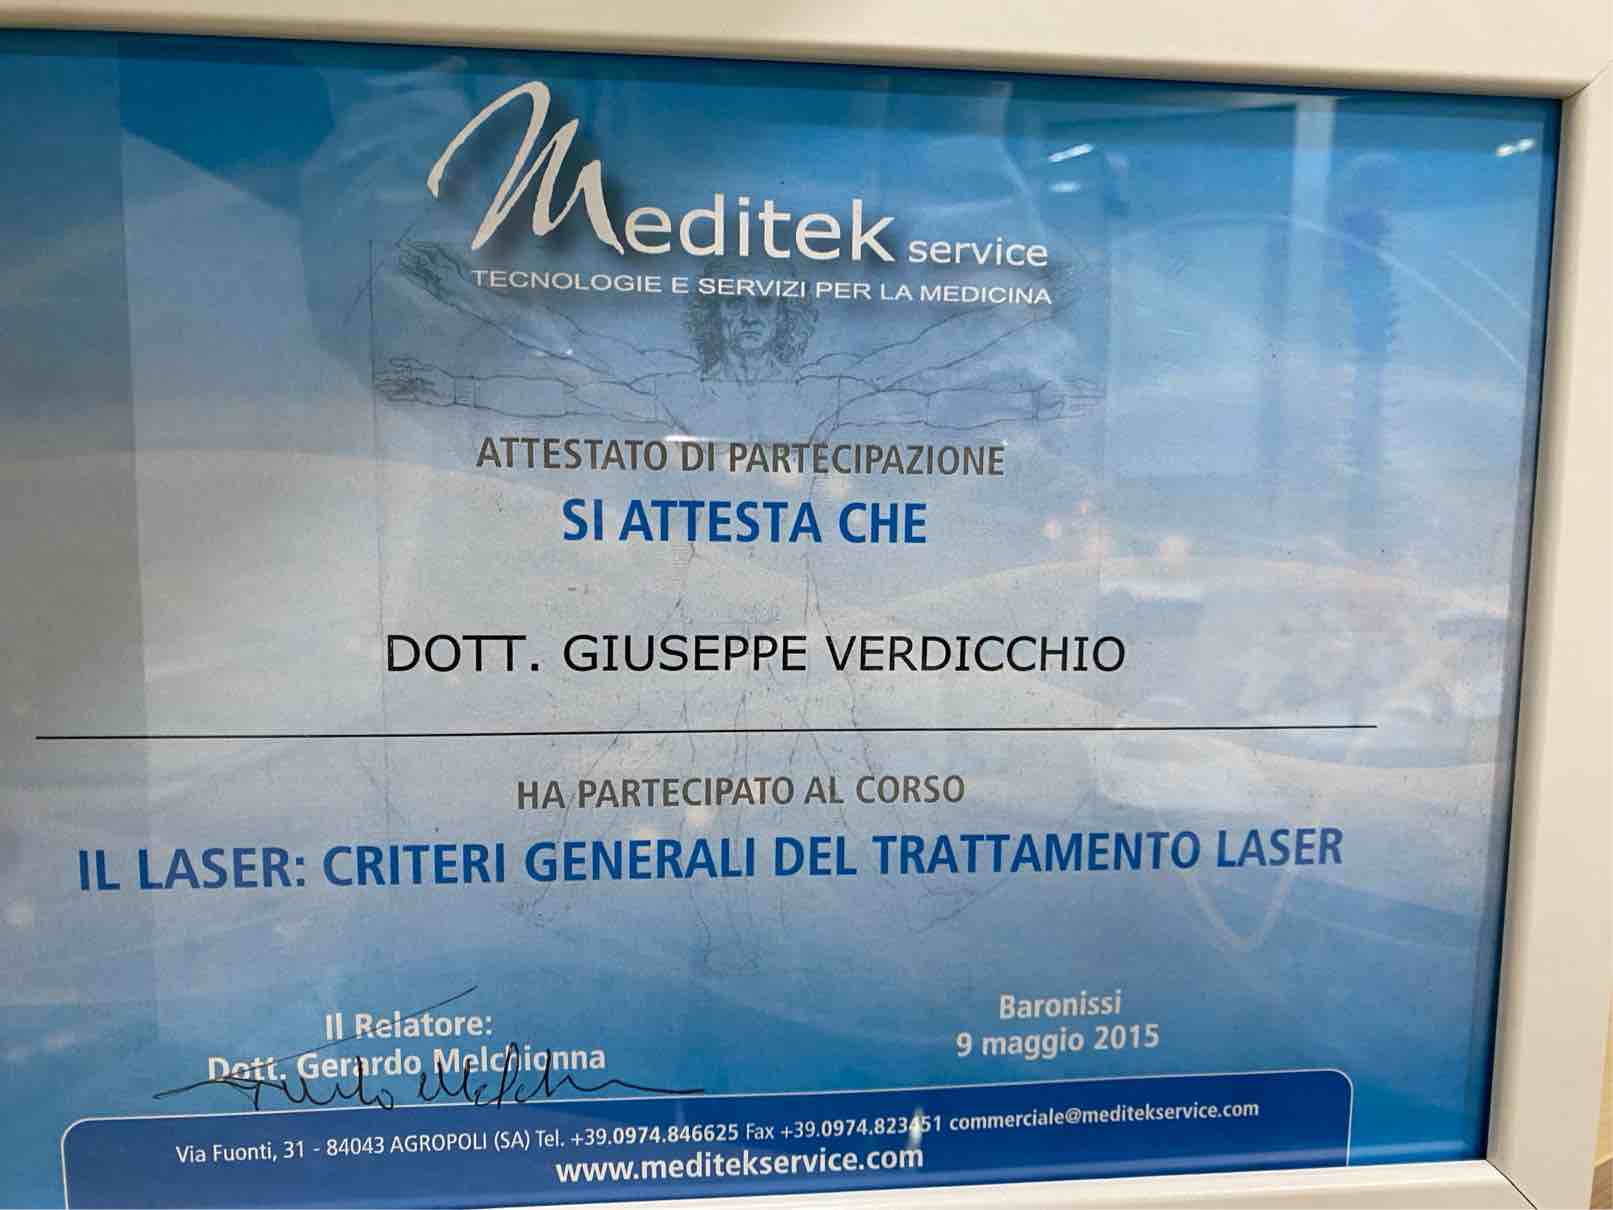 Meditek service
TECNOLOGIE E SERVIZI PER LA MEDICINA
ATTESTATO DI PARTECIPAZIONE
SI ATTESTA CHE
DOTT. GIUSEPPE VERDICCHIO
HA PARTECIPATO AL CORSO
IL LASER: CRITERI GENERALI DEL TRATTAMENTO LASER
Il Relatore:
Dott. Gerardo Melchionna
Baronissi
9 maggio 2015
Via Fuonti, 31 - 84043 AGROPOLI (SA) Tel. +39.0974.846625 Fax +39.0974.823451 commerciale@meditekservice.com
www.meditekservice.com